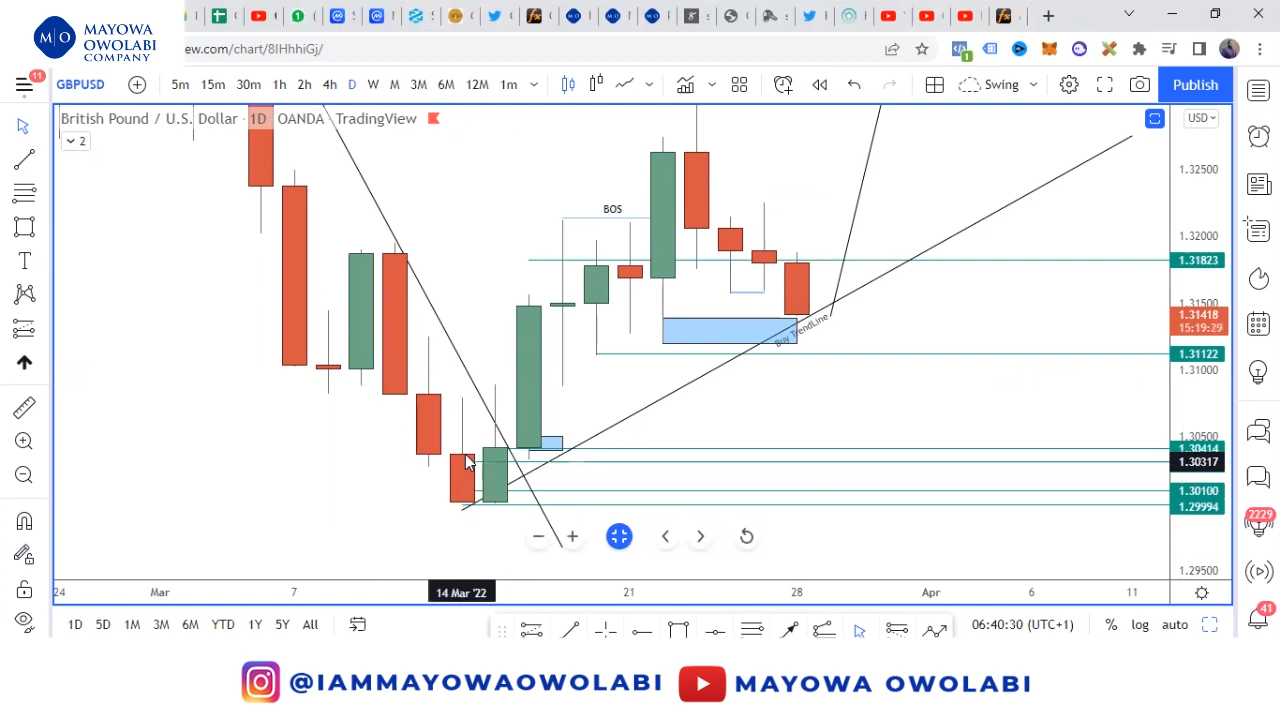 M|O MAYOWA
OWOLABI
COMPANY
ew.com/chart/8IHhhiGj/
1
11
GBPUSD 5m 15m 30m 1h 2h 4h D W M 3M 6M 12M 1m Swing Publish
British Pound / U.S. Dollar · 1D · OANDA · TradingView
USD
2
1.32500
BOS
1.32000
1.31823
1.31500
1.31418
15:19:29
Buy TrendLine
1.31122
1.31000
1.30500
1.30414
1.30317
1.30100
1.29994
2229
1.29500
24 Mar 7 14 Mar '22 21 28 Apr 6 11
41
1D 5D 1M 3M 6M YTD 1Y 5Y All 06:40:30 (UTC+1) % log auto
@IAMMAYOWAOWOLABI MAYOWA OWOLABI